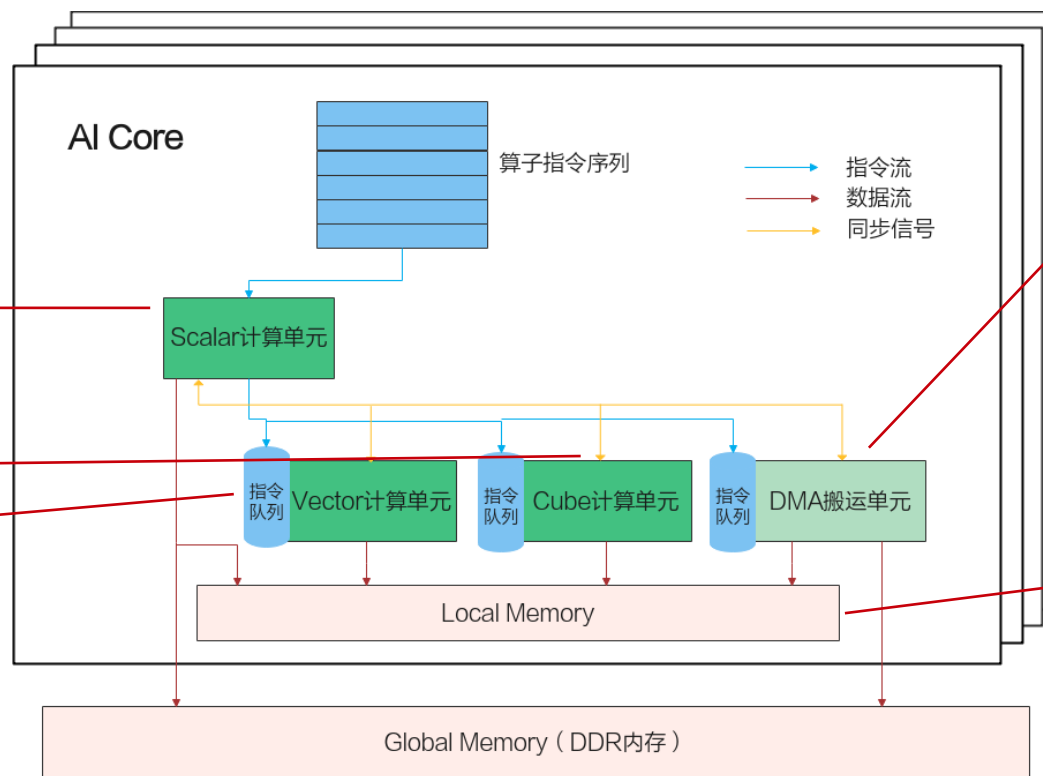 AI Core
算子指令序列
指令流
数据流
同步信号
Scalar计算单元
指令
队列
Vector计算单元
指令
队列
Cube计算单元
指令
队列
DMA搬运单元
Local Memory
Global Memory（DDR内存）